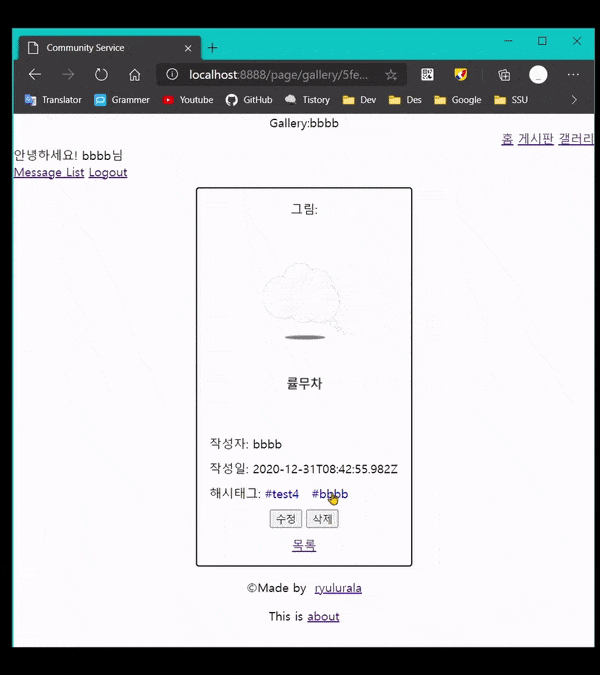 Community Service
localhost:8888/page/gallery/5fe...
Translator Grammer Youtube GitHub Tistory Dev Des Google SSU
Gallery:bbbb
홈 게시판 갤러리
안녕하세요! bbbb님
Message List Logout
그림:
률무차
작성자: bbbb
작성일: 2020-12-31T08:42:55.982Z
해시태그: #test4 #bbbb
수정 삭제
목록
©Made by ryulurala
This is about